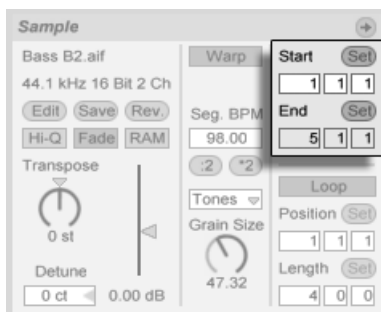 Sample
Bass B2.aif
44.1 kHz 16 Bit 2 Ch
Edit Save Rev.
Hi-Q Fade RAM
Transpose
0 st
Detune
0 ct 0.00 dB
Warp
Seg. BPM
98.00
:2 *2
Tones
Grain Size
47.32
Start Set
1 1 1
End Set
5 1 1
Loop
Position Set
1 1 1
Length Set
4 0 0